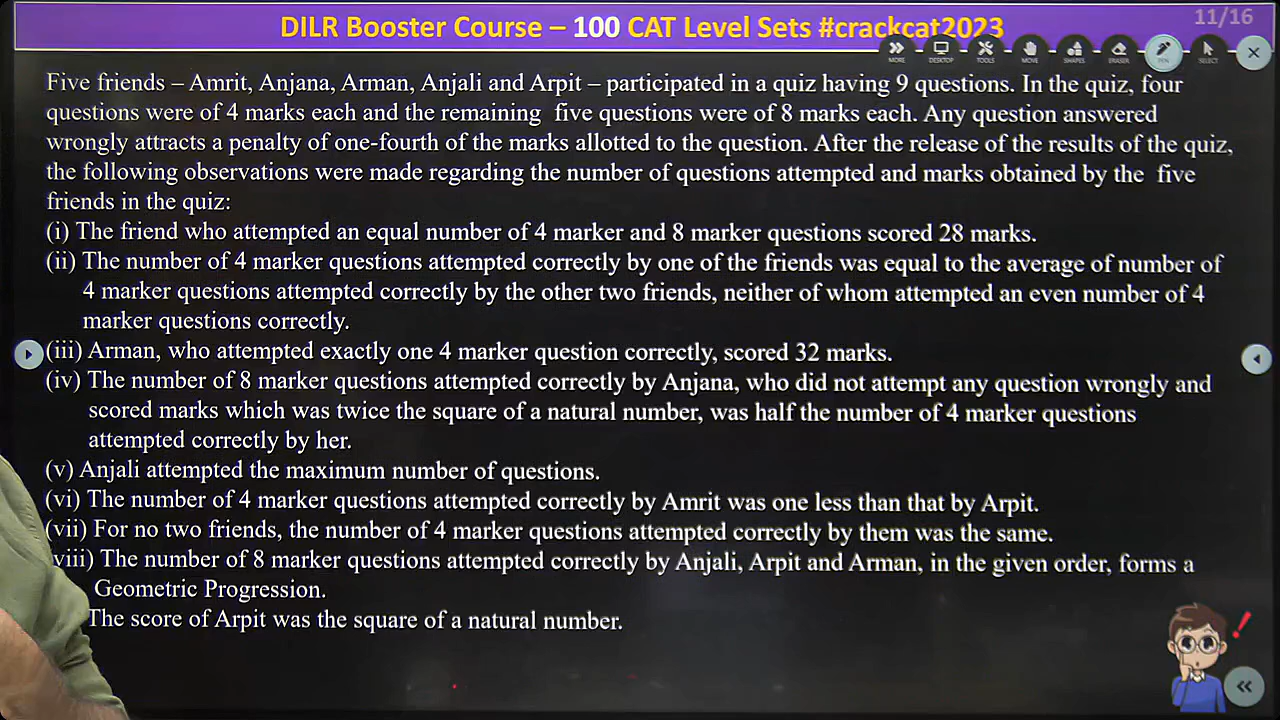 11/16
DILR Booster Course – 100 CAT Level Sets #crackcat2023
MORE DESKTOP TOOLS MOVE SHAPES ERASER PEN SELECT
Five friends – Amrit, Anjana, Arman, Anjali and Arpit – participated in a quiz having 9 questions. In the quiz, four
questions were of 4 marks each and the remaining five questions were of 8 marks each. Any question answered
wrongly attracts a penalty of one-fourth of the marks allotted to the question. After the release of the results of the quiz,
the following observations were made regarding the number of questions attempted and marks obtained by the five
friends in the quiz:
(i) The friend who attempted an equal number of 4 marker and 8 marker questions scored 28 marks.
(ii) The number of 4 marker questions attempted correctly by one of the friends was equal to the average of number of
4 marker questions attempted correctly by the other two friends, neither of whom attempted an even number of 4
marker questions correctly.
(iii) Arman, who attempted exactly one 4 marker question correctly, scored 32 marks.
(iv) The number of 8 marker questions attempted correctly by Anjana, who did not attempt any question wrongly and
scored marks which was twice the square of a natural number, was half the number of 4 marker questions
attempted correctly by her.
(v) Anjali attempted the maximum number of questions.
(vi) The number of 4 marker questions attempted correctly by Amrit was one less than that by Arpit.
(vii) For no two friends, the number of 4 marker questions attempted correctly by them was the same.
viii) The number of 8 marker questions attempted correctly by Anjali, Arpit and Arman, in the given order, forms a
Geometric Progression.
The score of Arpit was the square of a natural number.